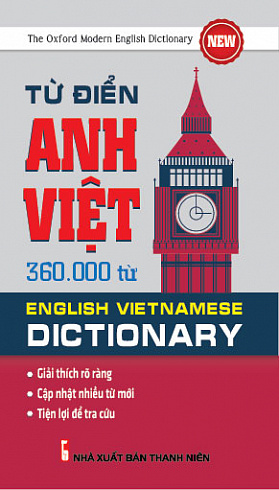 The Oxford Modern English Dictionary
NEW
TỪ ĐIỂN
ANH
VIỆT
360.000 từ
ENGLISH VIETNAMESE
DICTIONARY
• Giải thích rõ ràng
• Cập nhật nhiều từ mới
• Tiện lợi để tra cứu
NHÀ XUẤT BẢN THANH NIÊN